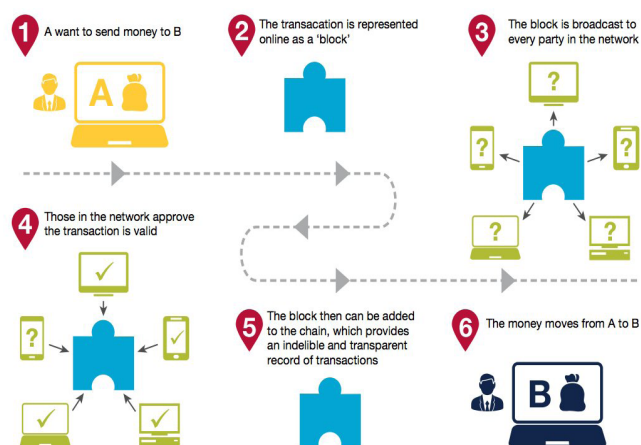 1
A want to send money to B
A
2
The transacation is represented
online as a ‘block’
3
The block is broadcast to
every party in the network
?
?
?
?
?
4
Those in the network approve
the transaction is valid
✓
?
✓
✓
✓
5
The block then can be added
to the chain, which provides
an indelible and transparent
record of transactions
6
The money moves from A to B
B